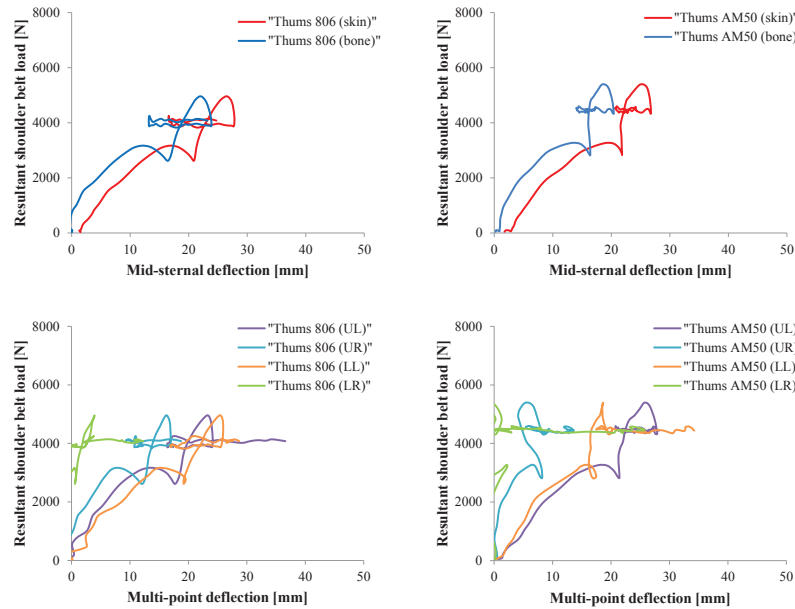 "Thums 806 (skin)"
"Thums 806 (bone)"
Resultant shoulder belt load [N]
8000
6000
4000
2000
0
0 10 20 30 40 50
Mid-sternal deflection [mm]
"Thums AM50 (skin)"
"Thums AM50 (bone)
Resultant shoulder belt load [N]
8000
6000
4000
2000
0
0 10 20 30 40 50
Mid-sternal deflection [mm]
"Thums 806 (UL)"
"Thums 806 (UR)"
"Thums 806 (LL)"
"Thums 806 (LR)"
Resultant shoulder belt load [N]
8000
6000
4000
2000
0
0 10 20 30 40 50
Multi-point deflection [mm]
"Thums AM50 (UL)
"Thums AM50 (UR)
"Thums AM50 (LL)
"Thums AM50 (LR)
Resultant shoulder belt load [N]
8000
6000
4000
2000
0
0 10 20 30 40 50
Multi-point deflection [mm]